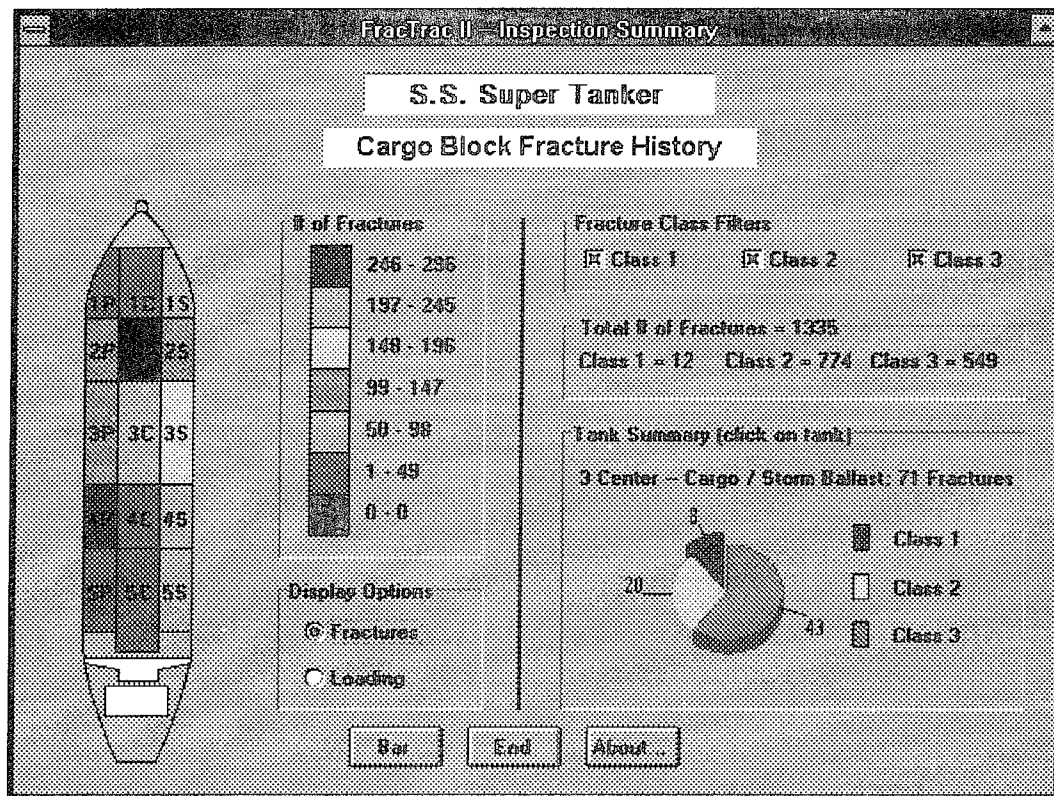 FracTrac II – Inspection Summary
S.S. Super Tanker
Cargo Block Fracture History
1P 1C 1S
2P 2S
3P 3C 3S
4P 4C 4S
5P 5C 5S
# of Fractures
246 - 296
197 - 245
148 - 196
99 - 147
50 - 98
1 - 49
0 - 0
Display Options
Fractures
Loading
Fracture Class Filters
Class 1 Class 2 Class 3
Total # of Fractures = 1335
Class 1 = 12 Class 2 = 774 Class 3 = 549
Tank Summary (click on tank)
3 Center – Cargo / Storm Ballast: 71 Fractures
8
20
43
Class 1
Class 2
Class 3
Bar End About...